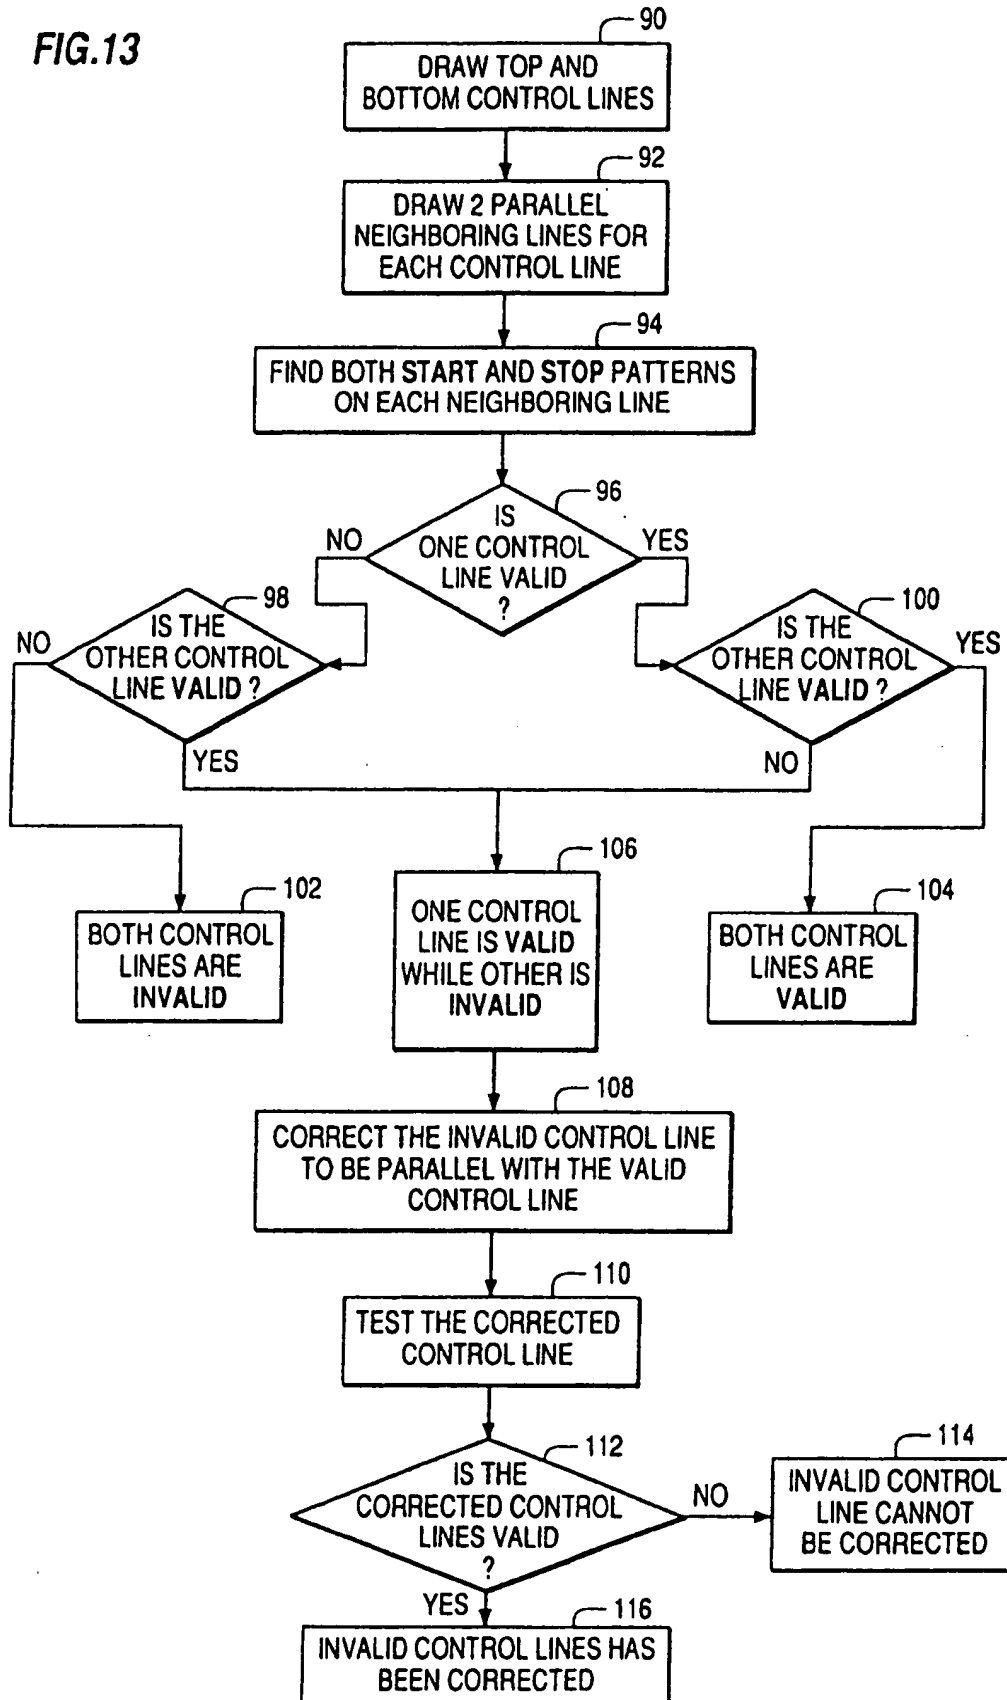 FIG.13
90
DRAW TOP AND
BOTTOM CONTROL LINES
92
DRAW 2 PARALLEL
NEIGHBORING LINES FOR
EACH CONTROL LINE
94
FIND BOTH START AND STOP PATTERNS
ON EACH NEIGHBORING LINE
96
IS
ONE CONTROL
LINE VALID
?
NO
YES
98
IS THE
OTHER CONTROL
LINE VALID ?
NO
YES
100
IS THE
OTHER CONTROL
LINE VALID ?
YES
NO
102
BOTH CONTROL
LINES ARE
INVALID
106
ONE CONTROL
LINE IS VALID
WHILE OTHER IS
INVALID
104
BOTH CONTROL
LINES ARE
VALID
108
CORRECT THE INVALID CONTROL LINE
TO BE PARALLEL WITH THE VALID
CONTROL LINE
110
TEST THE CORRECTED
CONTROL LINE
112
IS THE
CORRECTED CONTROL
LINES VALID
?
NO
114
INVALID CONTROL
LINE CANNOT
BE CORRECTED
YES
116
INVALID CONTROL LINES HAS
BEEN CORRECTED